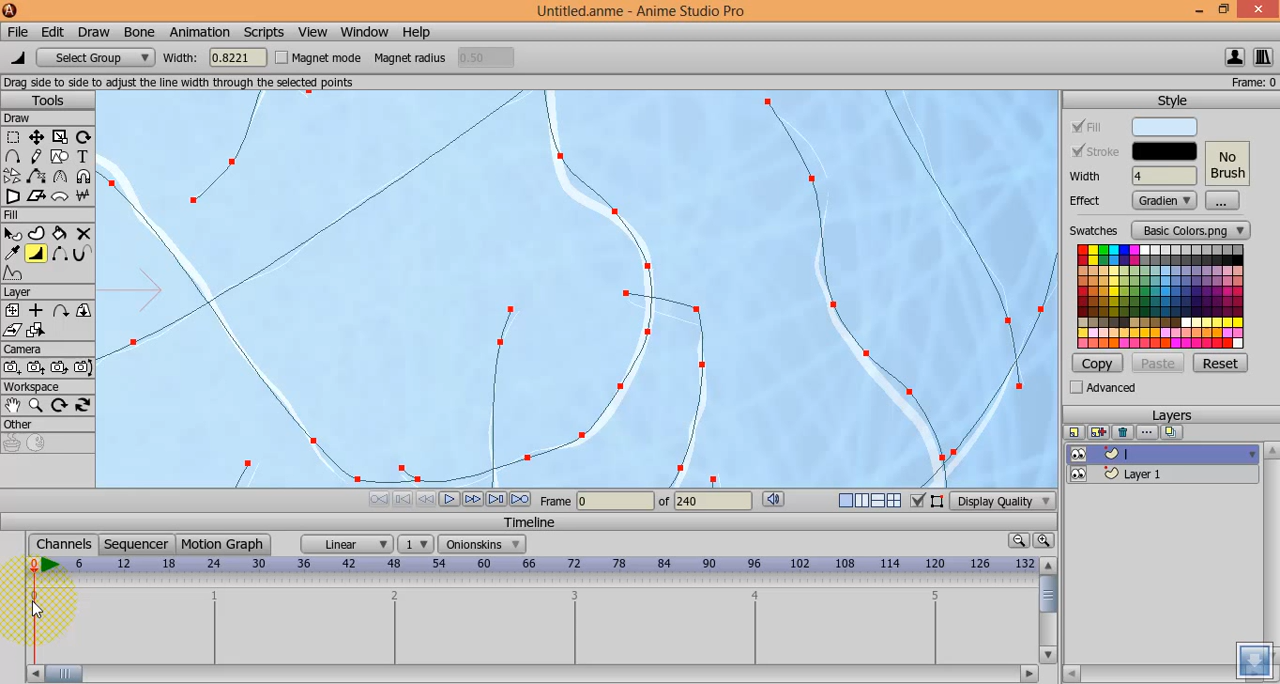 Untitled.anme - Anime Studio Pro
File Edit Draw Bone Animation Scripts View Window Help
Select Group Width: 0.8221 Magnet mode Magnet radius 0.50
Drag side to side to adjust the line width through the selected points Frame: 0
Tools
Draw
T
Fill
Layer
Camera
Workspace
Other
Style
Fill
Stroke
No Brush
Width 4
Effect Gradien ...
Swatches Basic Colors.png
Copy Paste Reset
Advanced
Layers
l
Layer 1
Frame 0 of 240 Display Quality
Timeline
Channels Sequencer Motion Graph Linear 1 Onionskins
0 6 12 18 24 30 36 42 48 54 60 66 72 78 84 90 96 102 108 114 120 126 132
0 1 2 3 4 5